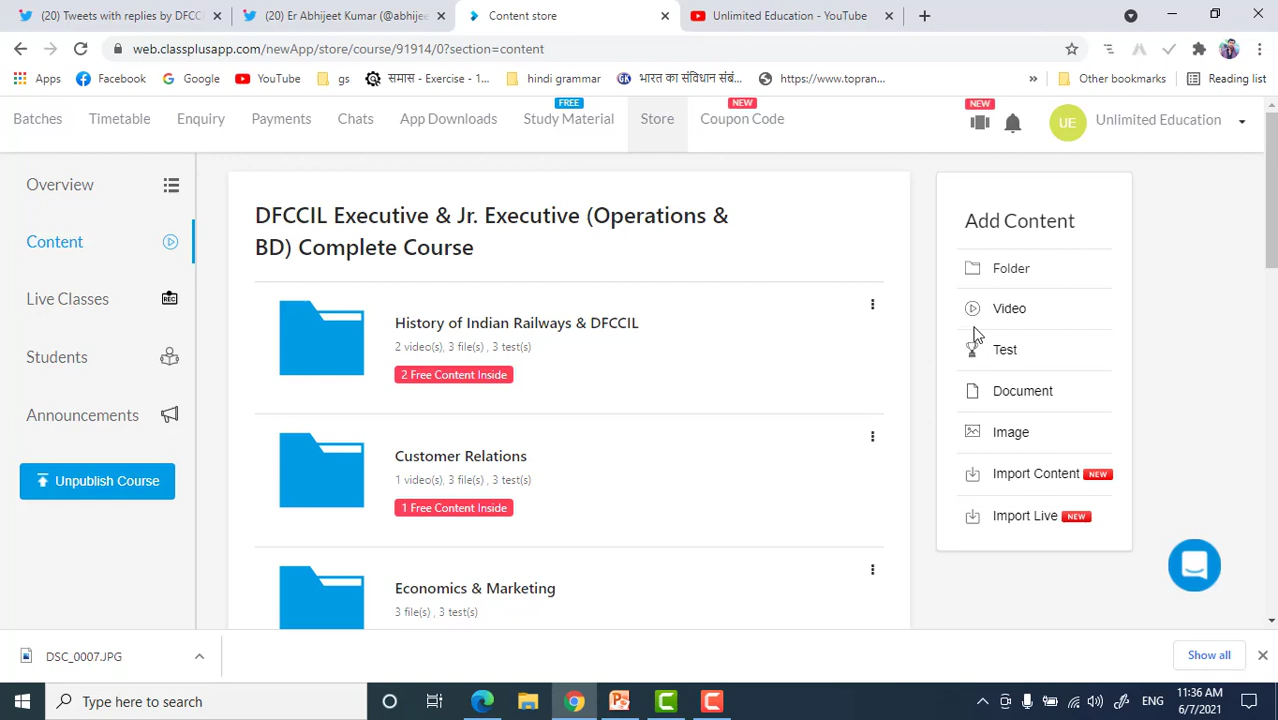 (20) Tweets with replies by DFCC
(20) Er Abhijeet Kumar (@abhijee
Content store
Unlimited Education - YouTube
web.classplusapp.com/newApp/store/course/91914/0?section=content
Apps
Facebook
Google
YouTube
gs
समास - Exercise - 1...
hindi grammar
भारत का संविधान संबं...
https://www.topran...
Other bookmarks
Reading list
FREE
NEW
NEW
Batches
Timetable
Enquiry
Payments
Chats
App Downloads
Study Material
Store
Coupon Code
UE
Unlimited Education
Overview
Content
Live Classes
REC
Students
Announcements
Unpublish Course
DFCCIL Executive & Jr. Executive (Operations &
BD) Complete Course
History of Indian Railways & DFCCIL
2 video(s), 3 file(s) , 3 test(s)
2 Free Content Inside
Customer Relations
1 video(s), 3 file(s) , 3 test(s)
1 Free Content Inside
Economics & Marketing
3 file(s) , 3 test(s)
Add Content
Folder
Video
Test
Document
Image
Import Content NEW
Import Live NEW
DSC_0007.JPG
Show all
Type here to search
ENG
11:36 AM
6/7/2021